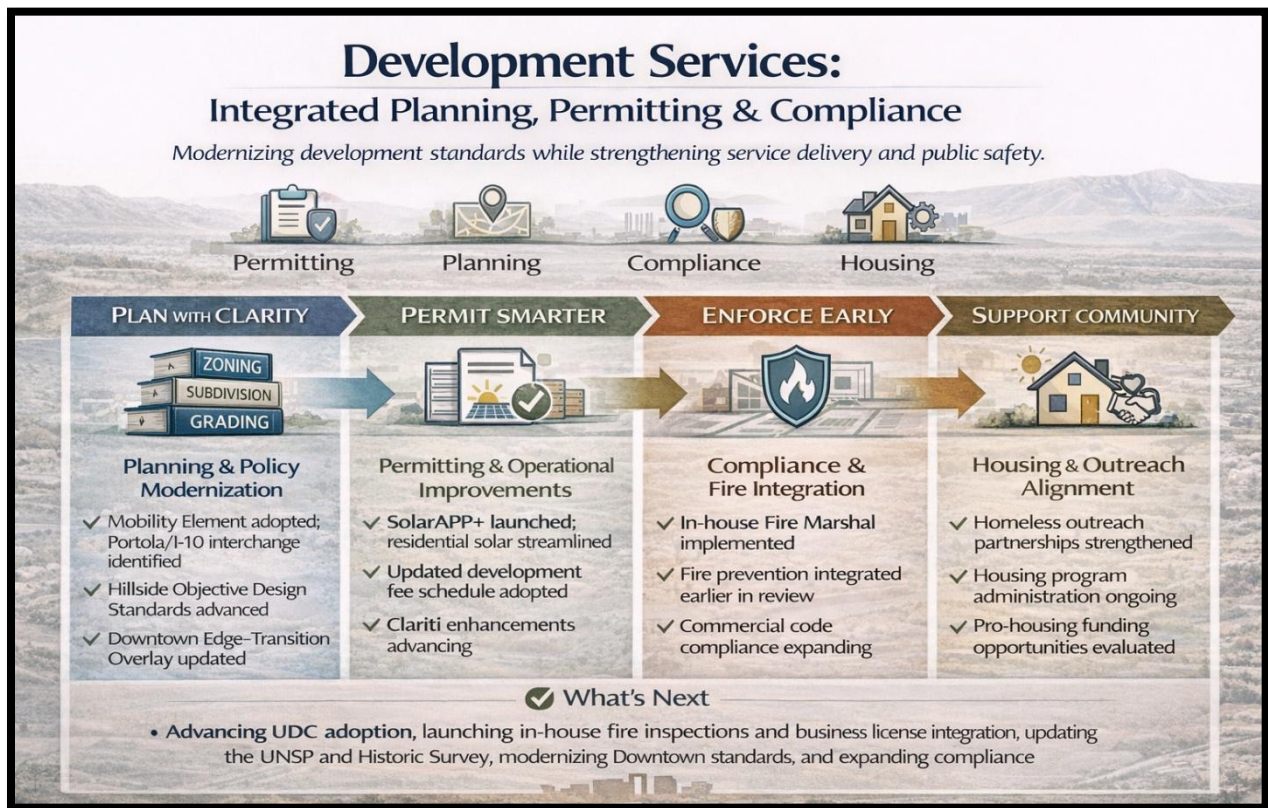 Development Services:
Integrated Planning, Permitting & Compliance
Modernizing development standards while strengthening service delivery and public safety.
Permitting
Planning
Compliance
Housing
PLAN WITH CLARITY
PERMIT SMARTER
ENFORCE EARLY
SUPPORT COMMUNITY
ZONING
SUBDIVISION
GRADING
Planning & Policy
Modernization
✓ Mobility Element adopted;
Portola/I-10 interchange
identified
✓ Hillside Objective Design
Standards advanced
✓ Downtown Edge-Transition
Overlay updated
Permitting & Operational
Improvements
✓ SolarAPP+ launched;
residential solar streamlined
✓ Updated development
fee schedule adopted
✓ Clariti enhancements
advancing
Compliance &
Fire Integration
✓ In-house Fire Marshal
implemented
✓ Fire prevention integrated
earlier in review
✓ Commercial code
compliance expanding
Housing & Outreach
Alignment
✓ Homeless outreach
partnerships strengthened
✓ Housing program
administration ongoing
✓ Pro-housing funding
opportunities evaluated
What's Next
• Advancing UDC adoption, launching in-house fire inspections and business license integration, updating
the UNSP and Historic Survey, modernizing Downtown standards, and expanding compliance